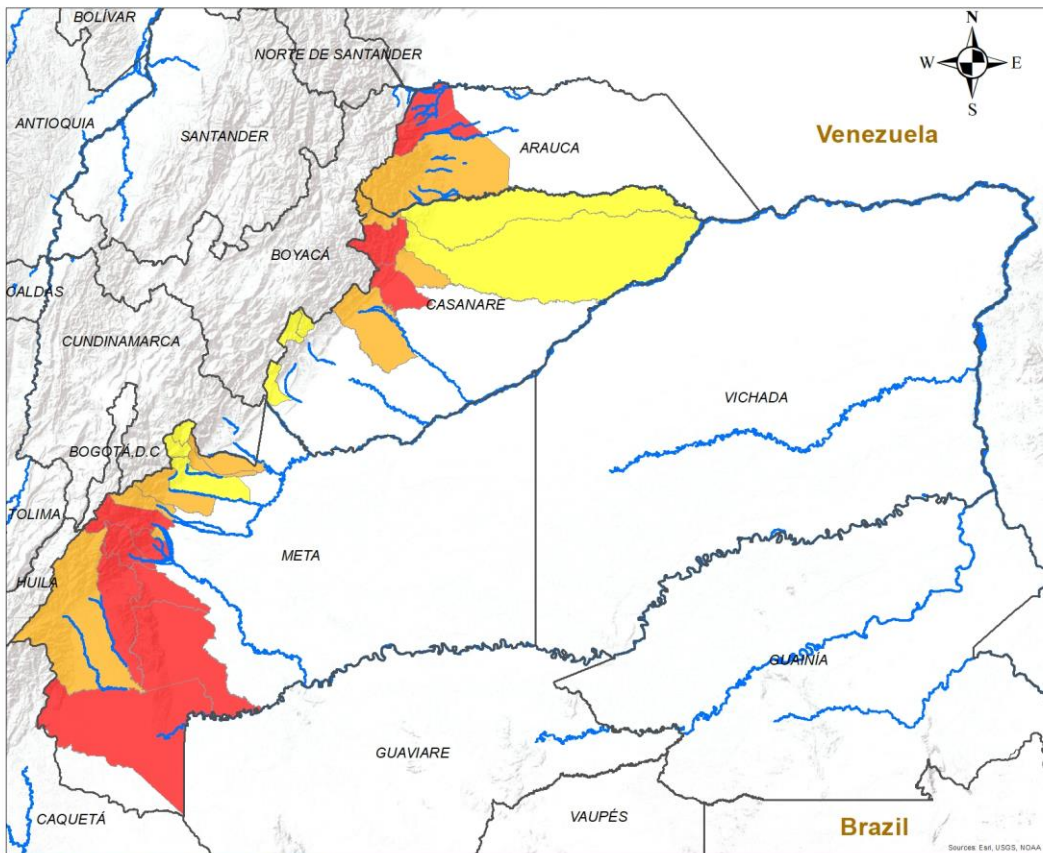 BOLÍVAR
N
NORTE DE SANTANDER
W
E
S
ANTIOQUIA
SANTANDER
Venezuela
ARAUCA
BOYACÁ
CALDAS
CASANARE
CUNDINAMARCA
VICHADA
BOGOTÁ,D.C
TOLIMA
META
HUILA
GUAINÍA
GUAVIARE
CAQUETÁ
VAUPÉS
Brazil
Sources: Esri, USGS, NOAA